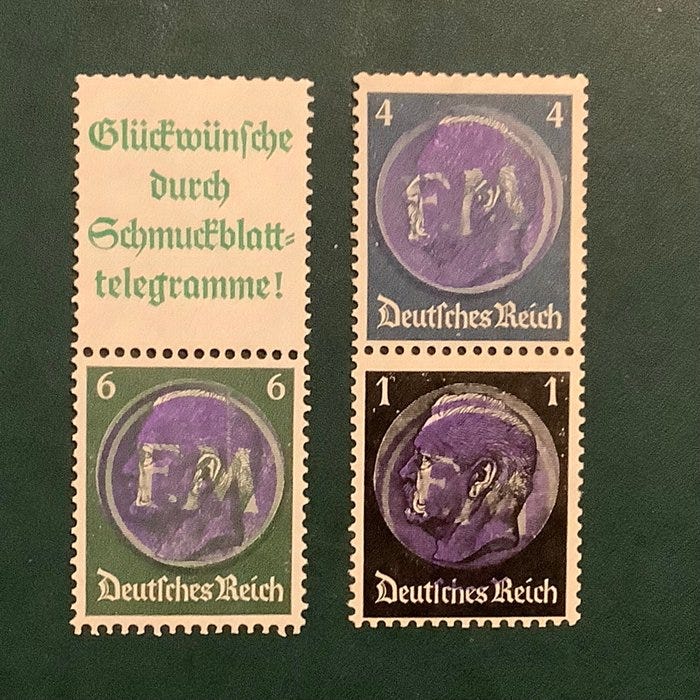 Glückwünsche
durch
Schmuckblatt=
telegramme!
6 6
F.M
Deutsches Reich
4 4
F.M
Deutsches Reich
1 1
F
Deutsches Reich